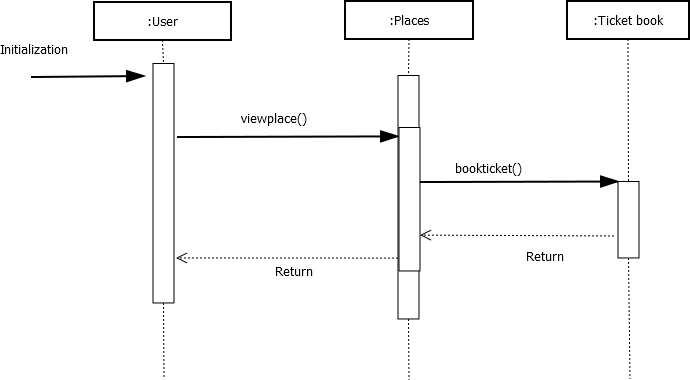 :User
:Places
:Ticket book
Initialization
viewplace()
bookticket()
Return
Return